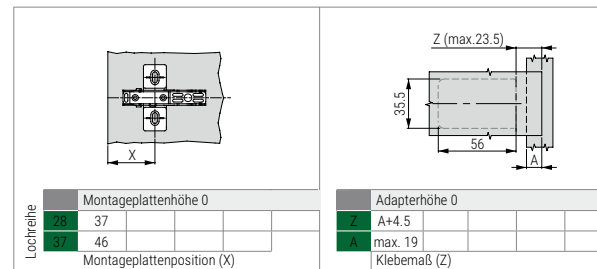 X
Montageplattenhöhe 0
28 37
37 46
Lochreihe
Montageplattenposition (X)
Z (max.23.5)
35.5
56
A
Adapterhöhe 0
Z A+4.5
A max. 19
Klebemaß (Z)